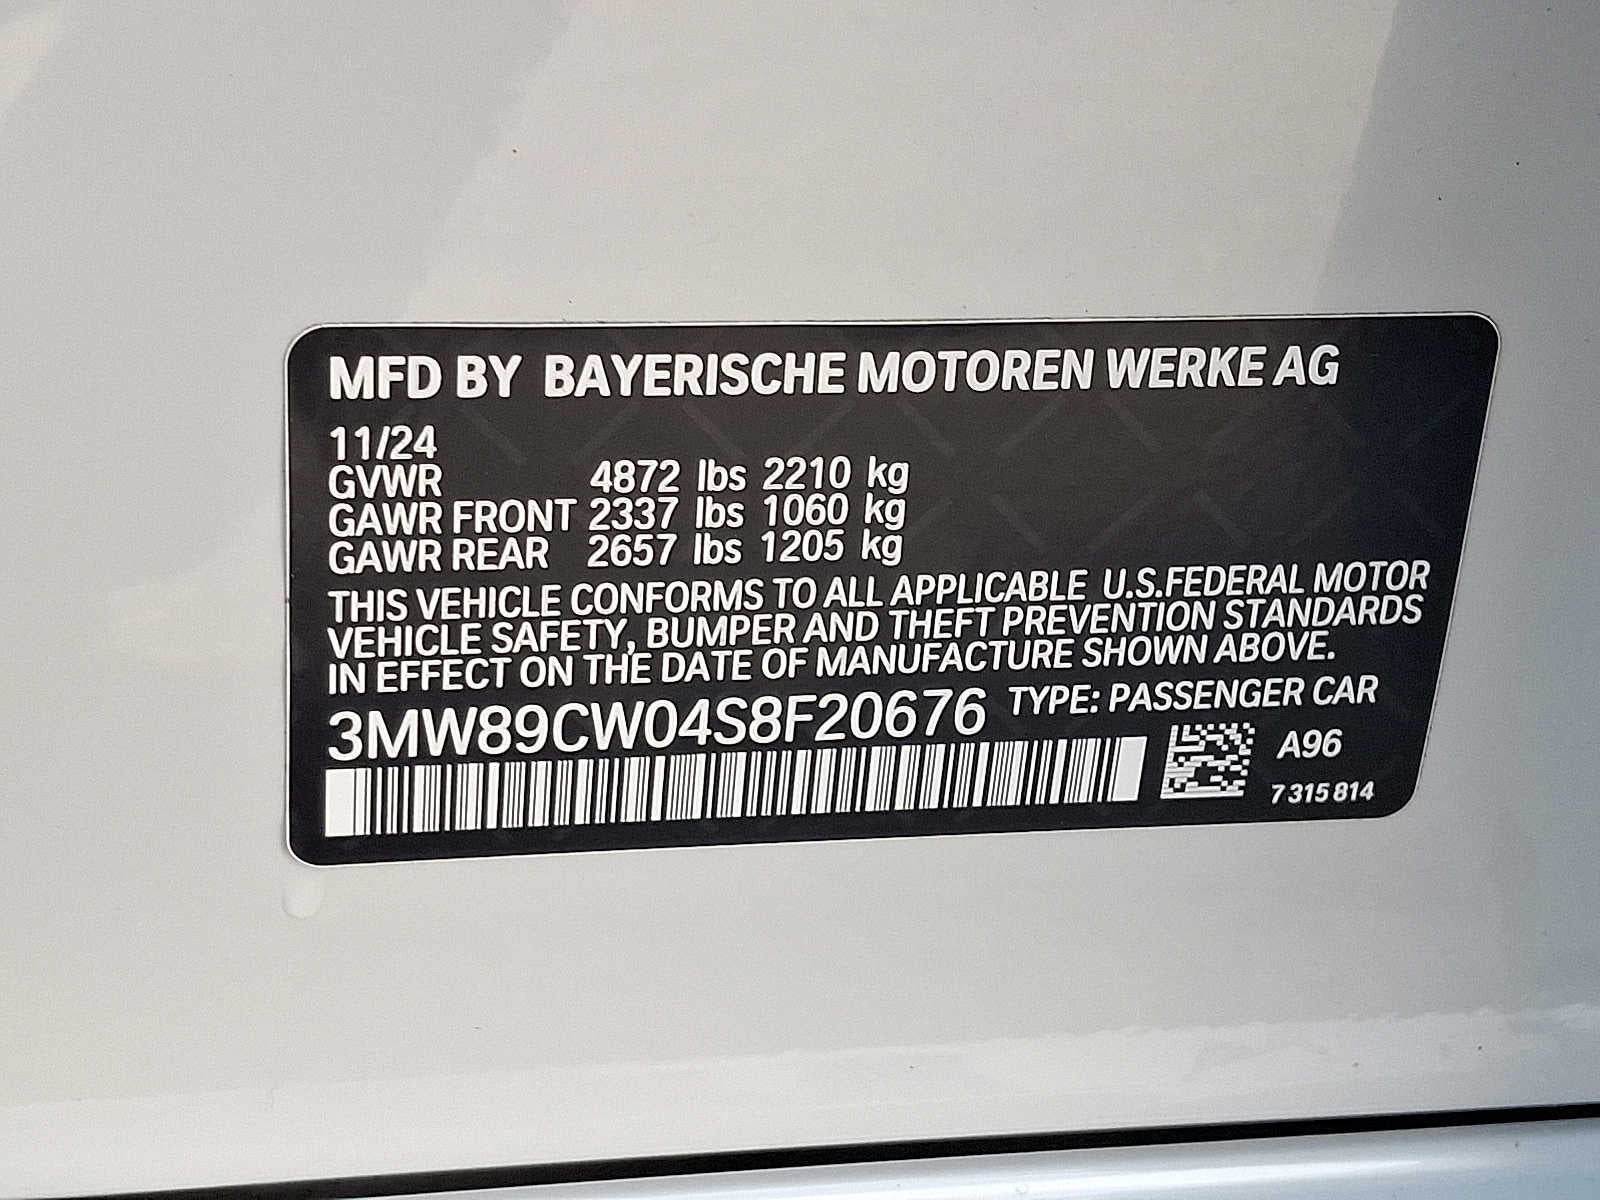 MFD BY BAYERISCHE MOTOREN WERKE AG
11/24
GVWR 4872 lbs 2210 kg
GAWR FRONT 2337 lbs 1060 kg
GAWR REAR 2657 lbs 1205 kg
THIS VEHICLE CONFORMS TO ALL APPLICABLE U.S.FEDERAL MOTOR
VEHICLE SAFETY, BUMPER AND THEFT PREVENTION STANDARDS
IN EFFECT ON THE DATE OF MANUFACTURE SHOWN ABOVE.
3MW89CW04S8F20676 TYPE: PASSENGER CAR
A96
7 315 814